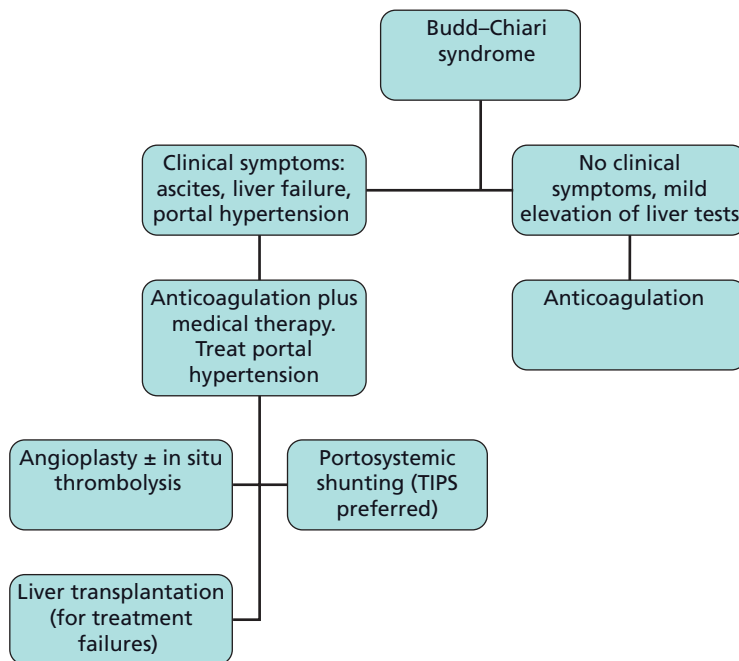 Budd–Chiari
syndrome
Clinical symptoms:
ascites, liver failure,
portal hypertension
No clinical
symptoms, mild
elevation of liver tests
Anticoagulation plus
medical therapy.
Treat portal
hypertension
Anticoagulation
Angioplasty ± in situ
thrombolysis
Portosystemic
shunting (TIPS
preferred)
Liver transplantation
(for treatment
failures)